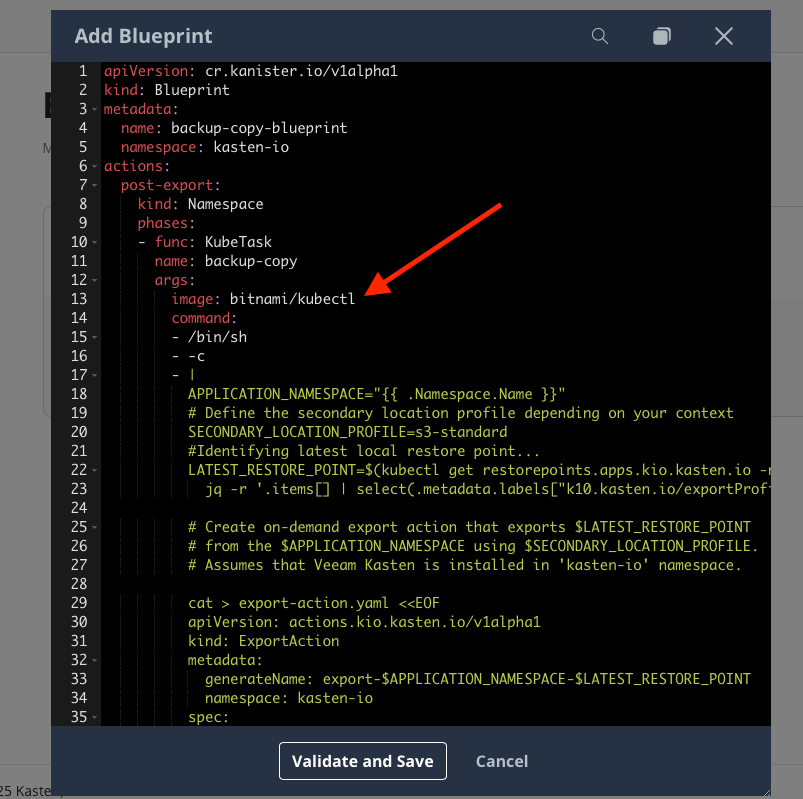 Add Blueprint
1 apiVersion: cr.kanister.io/v1alpha1
2 kind: Blueprint
3 metadata:
4 name: backup-copy-blueprint
5 namespace: kasten-io
6 actions:
7 post-export:
8 kind: Namespace
9 phases:
10 - func: KubeTask
11 name: backup-copy
12 args:
13 image: bitnami/kubectl
14 command:
15 - /bin/sh
16 - -c
17 - |
18 APPLICATION_NAMESPACE="{{ .Namespace.Name }}"
19 # Define the secondary location profile depending on your context
20 SECONDARY_LOCATION_PROFILE=s3-standard
21 #Identifying latest local restore point...
22 LATEST_RESTORE_POINT=$(kubectl get restorepoints.apps.kio.kasten.io
23 jq -r '.items[] | select(.metadata.labels["k10.kasten.io/exportProf
24
25 # Create on-demand export action that exports $LATEST_RESTORE_POINT
26 # from the $APPLICATION_NAMESPACE using $SECONDARY_LOCATION_PROFILE.
27 # Assumes that Veeam Kasten is installed in 'kasten-io' namespace.
28
29 cat > export-action.yaml <<EOF
30 apiVersion: actions.kio.kasten.io/v1alpha1
31 kind: ExportAction
32 metadata:
33 generateName: export-$APPLICATION_NAMESPACE-$LATEST_RESTORE_POINT
34 namespace: kasten-io
35 spec:
Validate and Save Cancel
25 Kaste